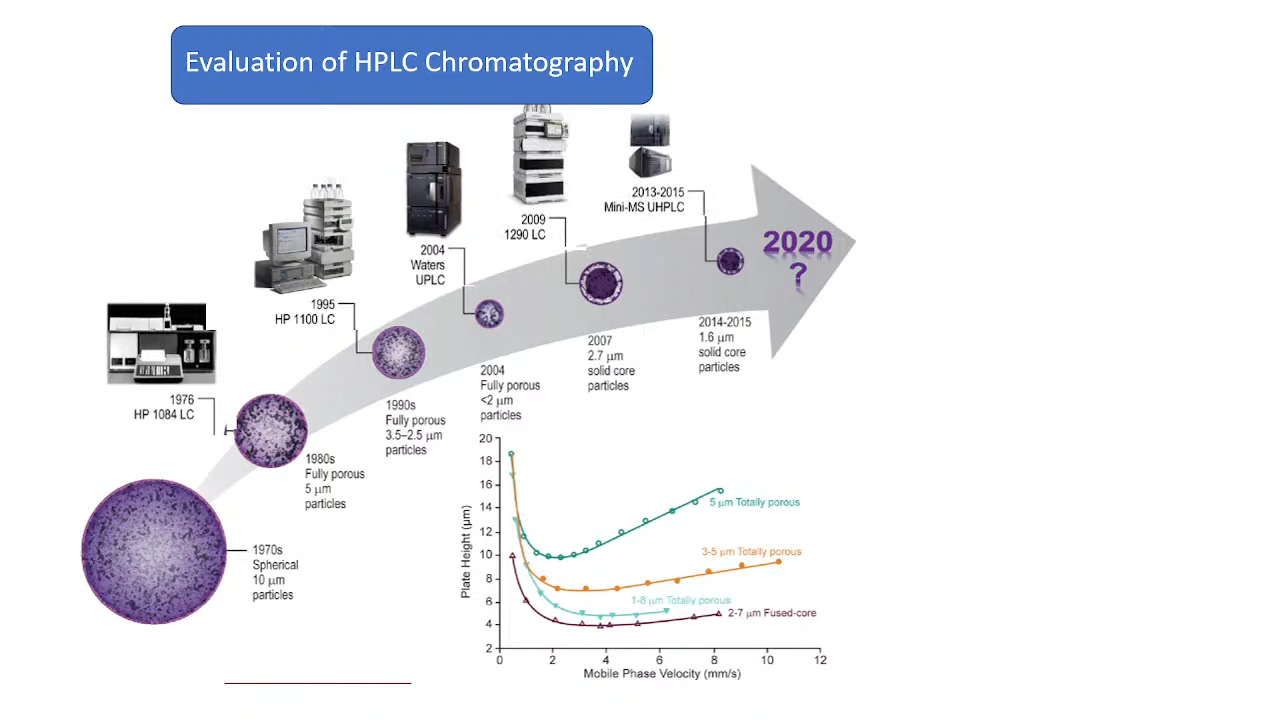 Evaluation of HPLC Chromatography
2013-2015
Mini-MS UHPLC
2009
1290 LC
2004
Waters
UPLC
1995
HP 1100 LC
1976
HP 1084 LC
2020
?
2014-2015
1.6 µm
solid core
particles
2007
2.7 µm
solid core
particles
2004
Fully porous
<2 µm
particles
1990s
Fully porous
3.5–2.5 µm
particles
1980s
Fully porous
5 µm
particles
1970s
Spherical
10 µm
particles
Plate Height (µm)
20
18
16
14
12
10
8
6
4
2
5 µm Totally porous
3-5 µm Totally porous
1-8 µm Totally porous
2-7 µm Fused-core
0 2 4 6 8 10 12
Mobile Phase Velocity (mm/s)